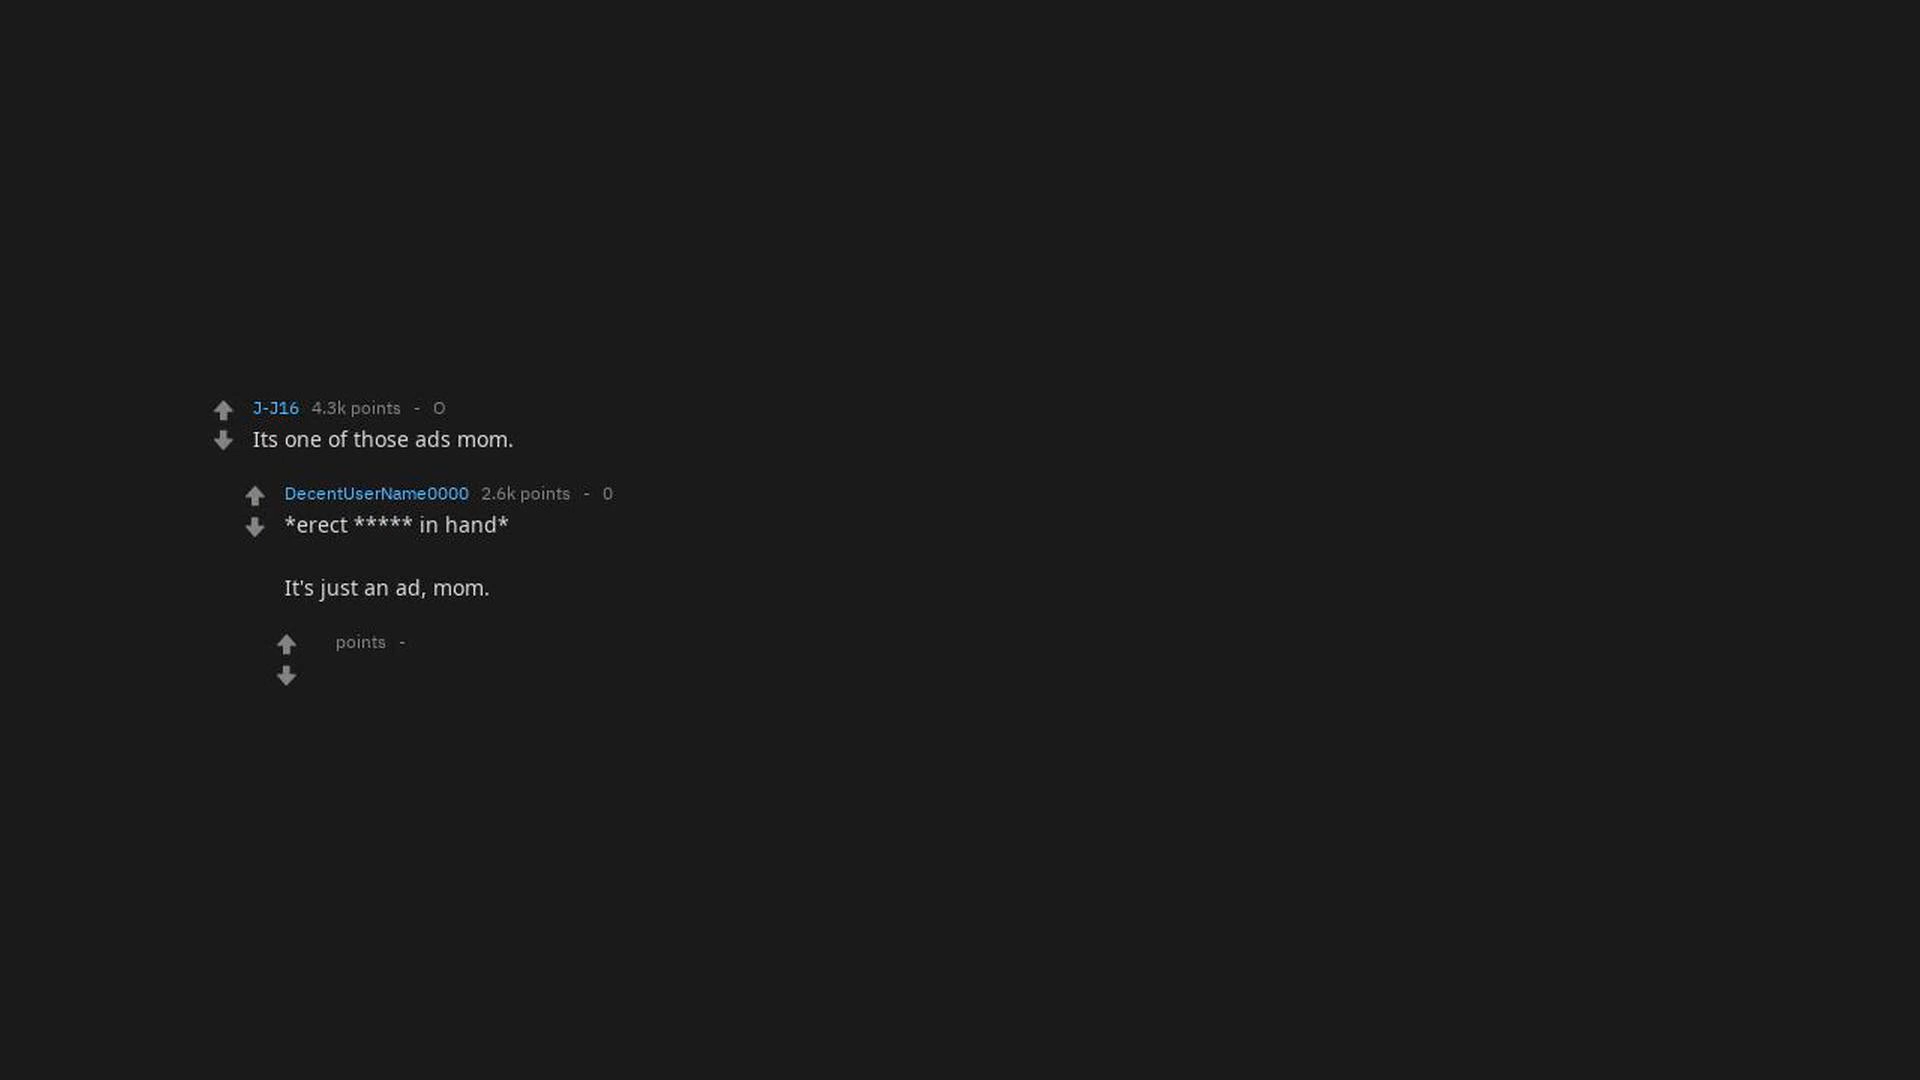 J-J16 4.3k points - O
Its one of those ads mom.
DecentUserName0000 2.6k points - 0
*erect ***** in hand*
It's just an ad, mom.
points -